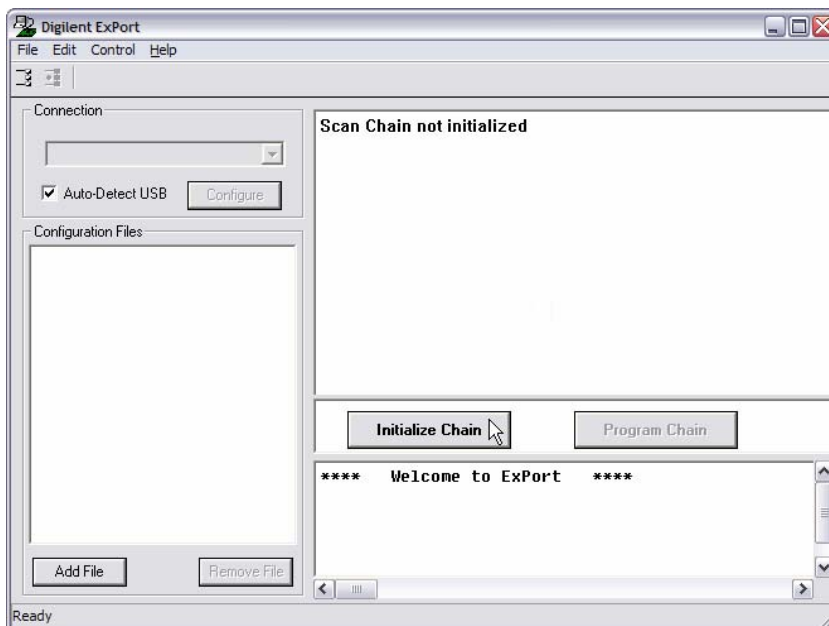 Digilent ExPort
File Edit Control Help
Connection
Auto-Detect USB
Configure
Configuration Files
Add File
Remove File
Scan Chain not initialized
Initialize Chain
Program Chain
**** Welcome to ExPort ****
Ready